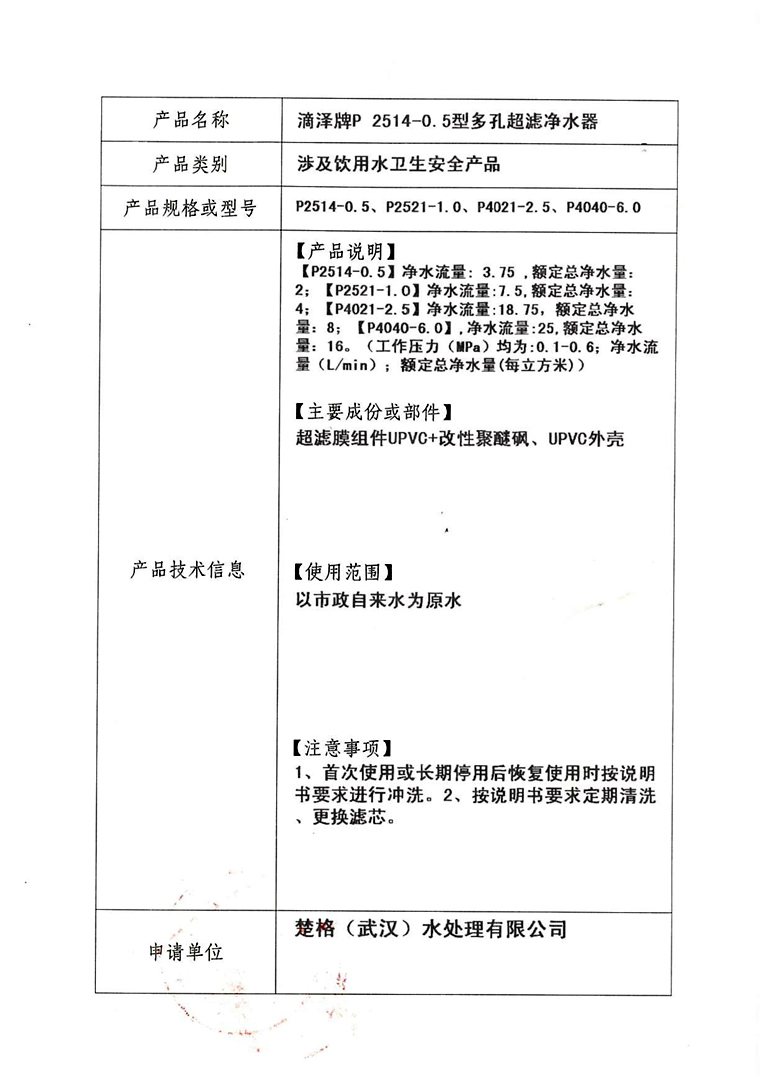 产品名称
滴泽牌P 2514-0.5型多孔超滤净水器
产品类别
涉及饮用水卫生安全产品
产品规格或型号
P2514-0.5、P2521-1.0、P4021-2.5、P4040-6.0
产品技术信息
【产品说明】
【P2514-0.5】净水流量: 3.75 ,额定总净水量:
2; 【P2521-1.0】净水流量:7.5,额定总净水量:
4; 【P4021-2.5】净水流量:18.75, 额定总净水
量: 8; 【P4040-6.0】,净水流量:25,额定总净水
量: 16。（工作压力（MPa）均为:0.1-0.6; 净水流
量（L/min）; 额定总净水量(每立方米)）
【主要成份或部件】
超滤膜组件UPVC+改性聚醚砜、UPVC外壳
【使用范围】
以市政自来水为原水
【注意事项】
1、首次使用或长期停用后恢复使用时按说明
书要求进行冲洗。2、按说明书要求定期清洗
、更换滤芯。
申请单位
楚格（武汉）水处理有限公司